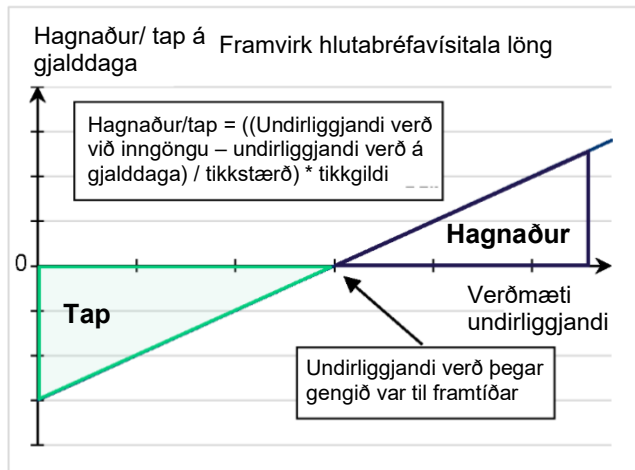 Hagnaður/ tap á
gjalddaga
Framvirk hlutabréfavísitala löng
Hagnaður/tap = ((Undirliggjandi verð
við inngöngu – undirliggjandi verð á
gjalddaga) / tikkstærð) * tikkgildi
0
Hagnaður
Tap
Verðmæti
undirliggjandi
Undirliggjandi verð þegar
gengið var til framtíðar